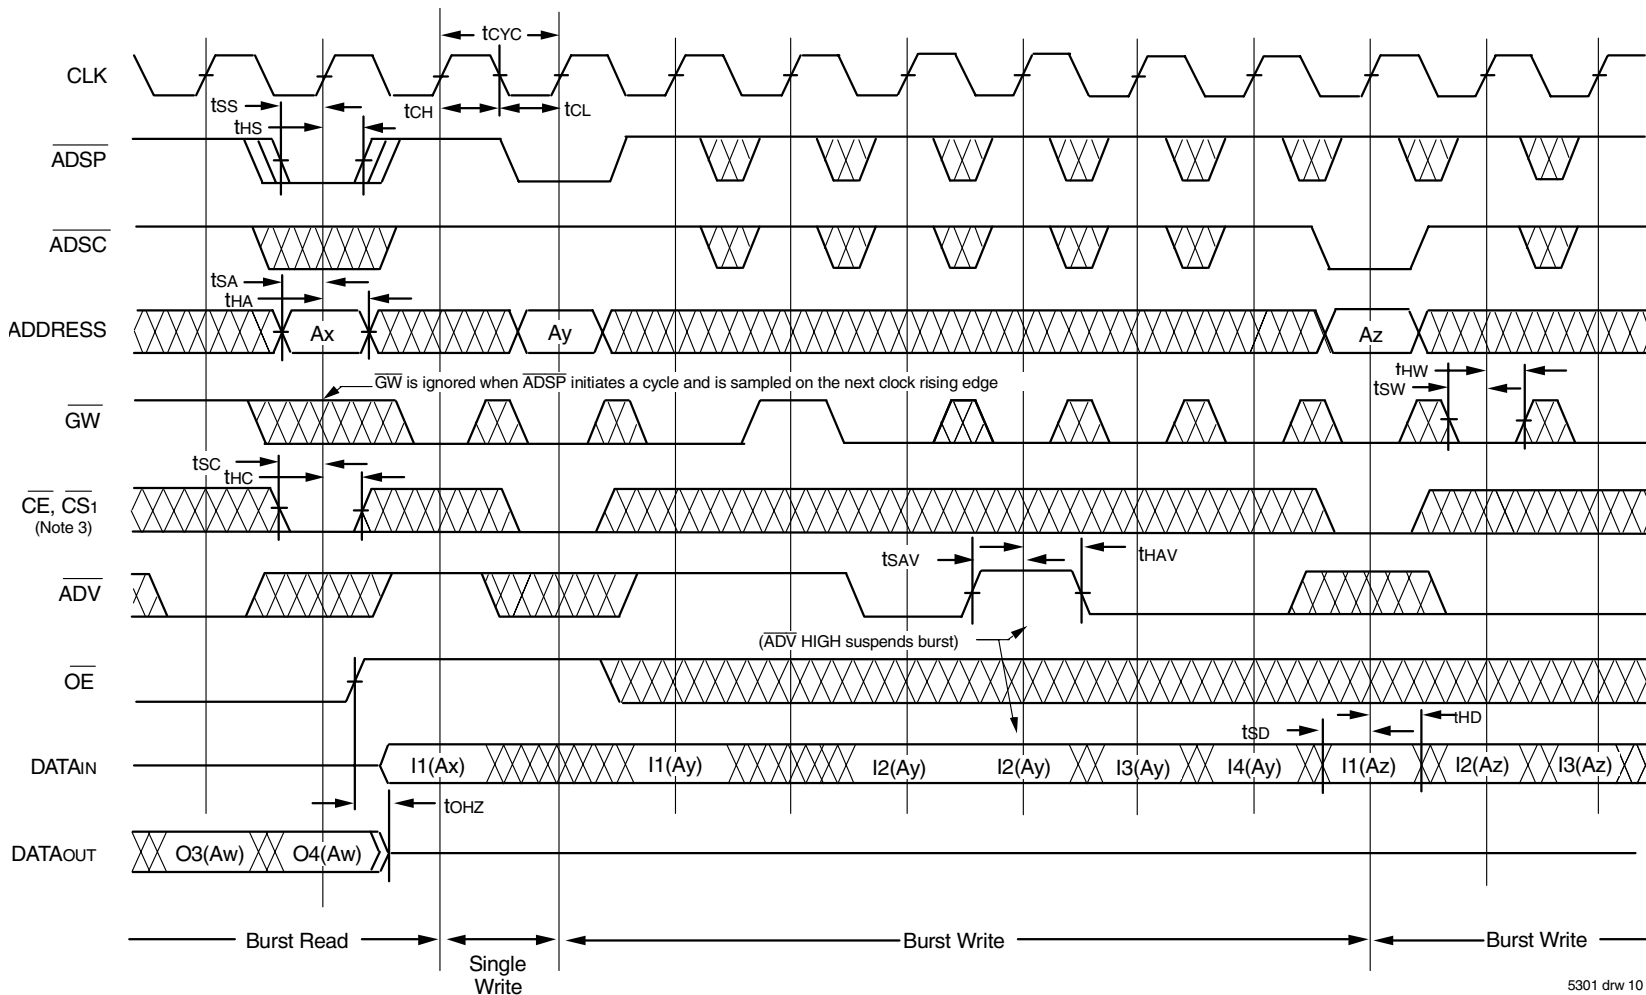 tCYC
CLK
tSS
tCH
tCL
tHS
ADSP
ADSC
tSA
tHA
ADDRESS
Ax
Ay
Az
GW is ignored when ADSP initiates a cycle and is sampled on the next clock rising edge
tHW
tSW
GW
tSC
tHC
CE, CS1
(Note 3)
tSAV
tHAV
ADV
(ADV HIGH suspends burst)
OE
tSD
tHD
DATAIN
I1(Ax)
I1(Ay)
I2(Ay)
I2(Ay)
I3(Ay)
I4(Ay)
I1(Az)
I2(Az)
I3(Az)
tOHZ
DATAOUT
O3(Aw)
O4(Aw)
Burst Read
Single
Write
Burst Write
Burst Write
5301 drw 10